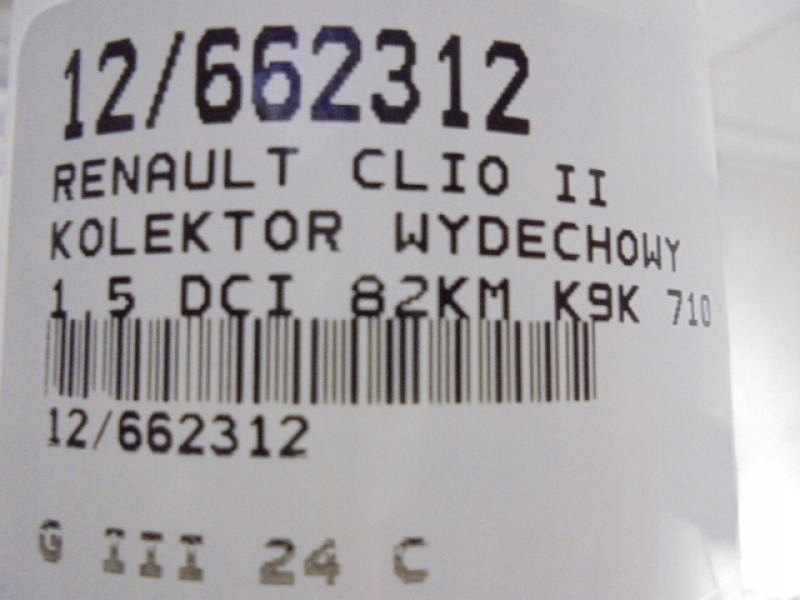 12/662312
RENAULT CLIO II
KOLEKTOR WYDECHOWY
1.5 DCI 82KM K9K 710
12/662312
G III 24 C